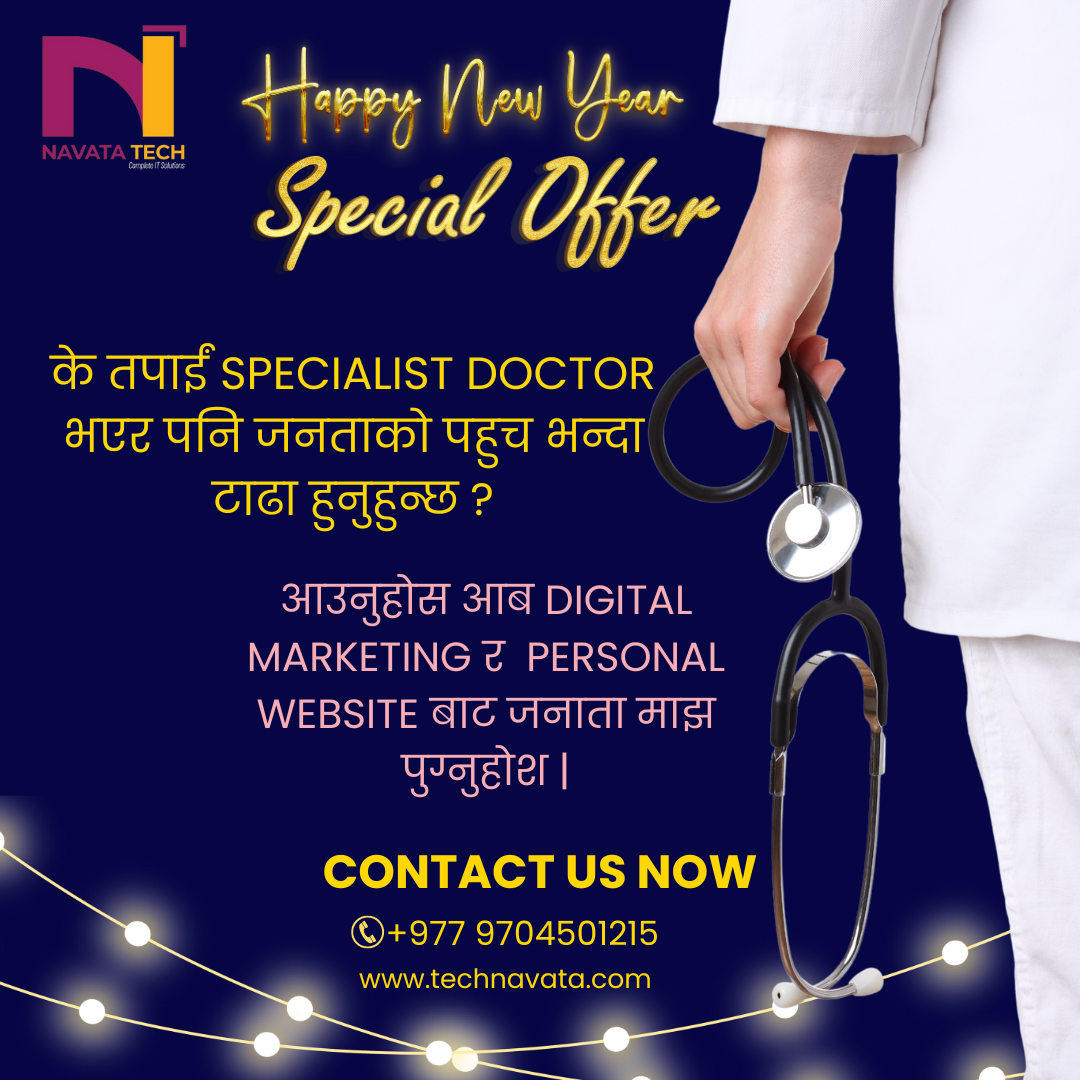 NAVATA TECH
Complete IT Solutions
Happy New Year
Special Offer
के तपाईं SPECIALIST DOCTOR
भएर पनि जनताको पहुच भन्दा
टाढा हुनुहुन्छ ?
आउनुहोस आब DIGITAL
MARKETING र PERSONAL
WEBSITE बाट जनाता माझ
पुग्नुहोश |
CONTACT US NOW
+977 9704501215
www.technavata.com